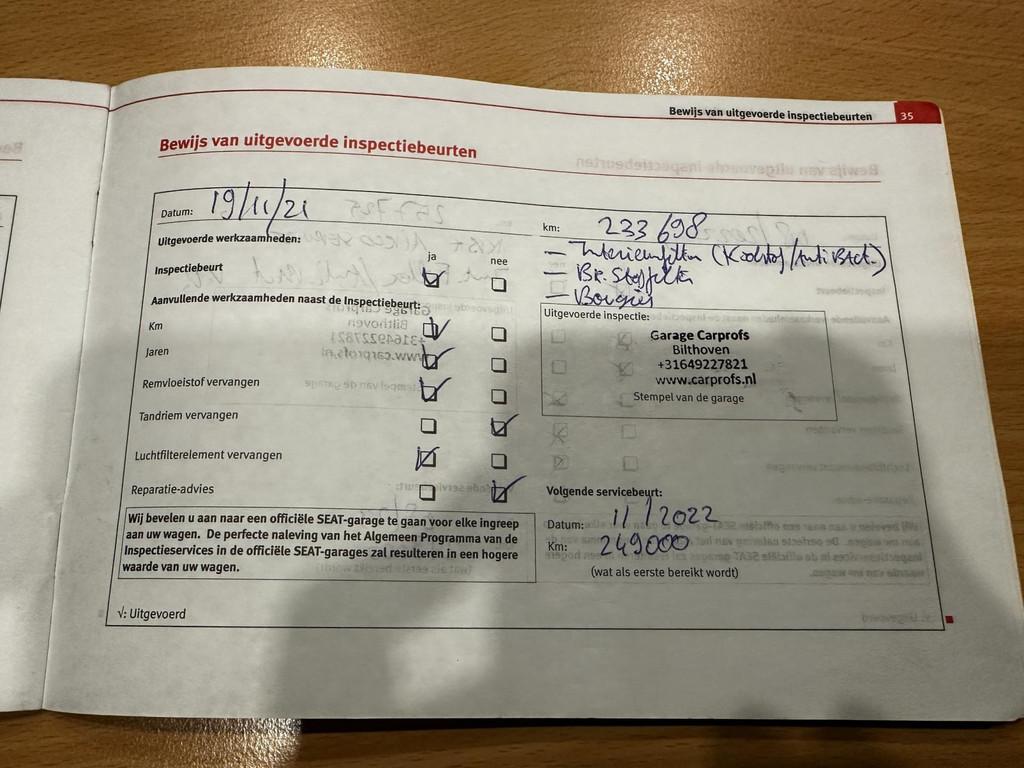 Bewijs van uitgevoerde inspectiebeurten 35
Bewijs van uitgevoerde inspectiebeurten
Datum: 19/11/21
km: 233698
Uitgevoerde werkzaamheden:
ja nee
Inspectiebeurt
Aanvullende werkzaamheden naast de Inspectiebeurt:
Km
Jaren
Remvloeistof vervangen
Tandriem vervangen
Luchtfilterelement vervangen
Reparatie-advies
Wij bevelen u aan naar een officiële SEAT-garage te gaan voor elke ingreep
aan uw wagen. De perfecte naleving van het Algemeen Programma van de
Inspectieservices in de officiële SEAT-garages zal resulteren in een hogere
waarde van uw wagen.
√: Uitgevoerd
— Interieurfilter (Koolstof/Anti Bact.)
— Br. Stoffilter
— Bougies
Uitgevoerde inspectie:
Garage Carprofs
Bilthoven
+31649227821
www.carprofs.nl
Stempel van de garage
Volgende servicebeurt:
Datum: 11/2022
Km: 249000
(wat als eerste bereikt wordt)